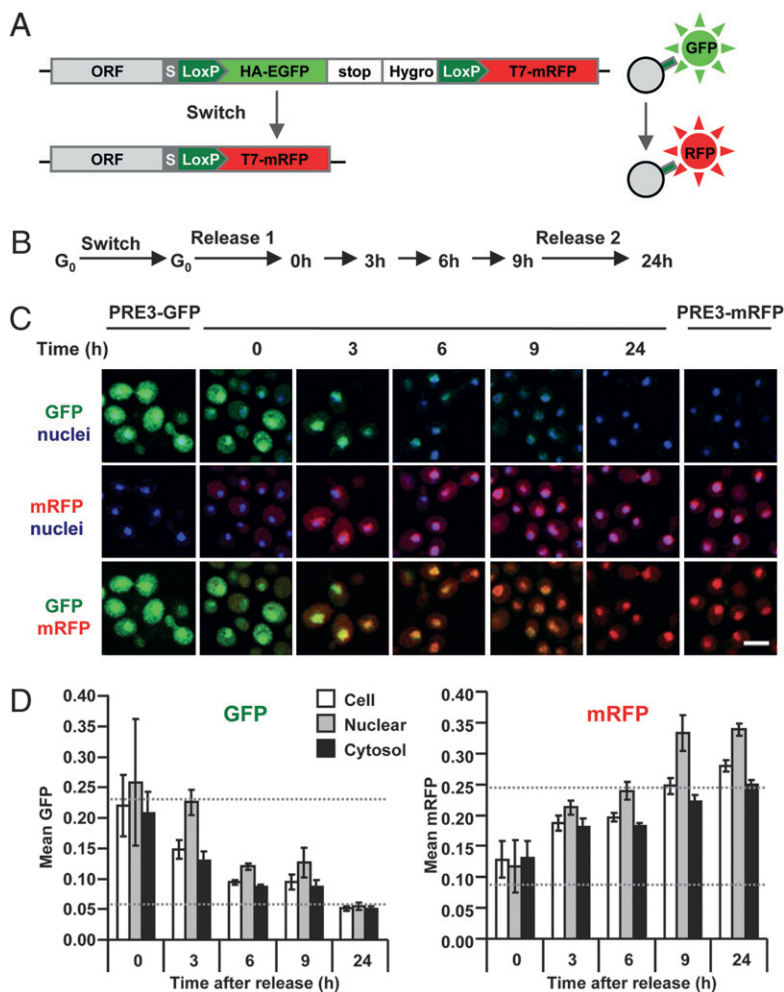 A
ORF S LoxP HA-EGFP stop Hygro LoxP T7-mRFP
GFP
Switch
ORF S LoxP T7-mRFP
RFP
B
G0 Switch G0 Release 1 0h 3h 6h 9h Release 2 24h
C
PRE3-GFP PRE3-mRFP
Time (h) 0 3 6 9 24
GFP
nuclei
mRFP
nuclei
GFP
mRFP
D
GFP
Cell
Nuclear
Cytosol
Mean GFP
0.40
0.35
0.30
0.25
0.20
0.15
0.10
0.05
0.00
0 3 6 9 24
Time after release (h)
mRFP
Mean mRFP
0.40
0.35
0.30
0.25
0.20
0.15
0.10
0.05
0.00
0 3 6 9 24
Time after release (h)